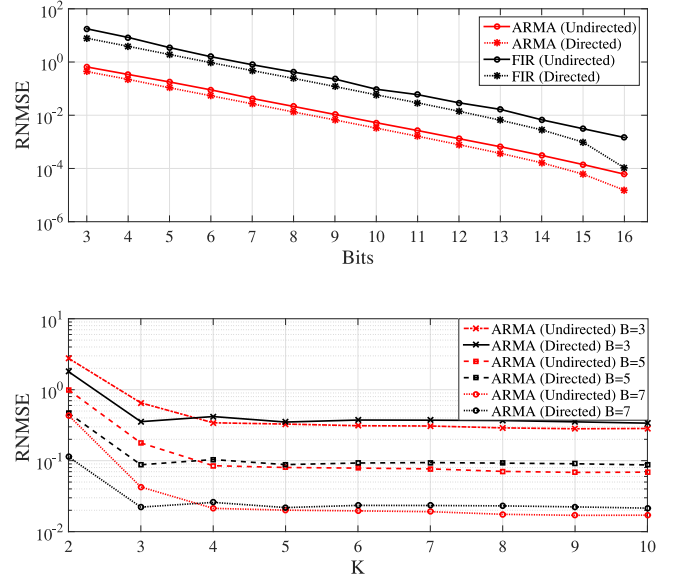 10^2
10^0
10^-2
10^-4
10^-6
RNMSE
ARMA (Undirected)
ARMA (Directed)
FIR (Undirected)
FIR (Directed)
3 4 5 6 7 8 9 10 11 12 13 14 15 16
Bits
10^1
10^0
10^-1
10^-2
RNMSE
ARMA (Undirected) B=3
ARMA (Directed) B=3
ARMA (Undirected) B=5
ARMA (Directed) B=5
ARMA (Undirected) B=7
ARMA (Directed) B=7
2 3 4 5 6 7 8 9 10
K